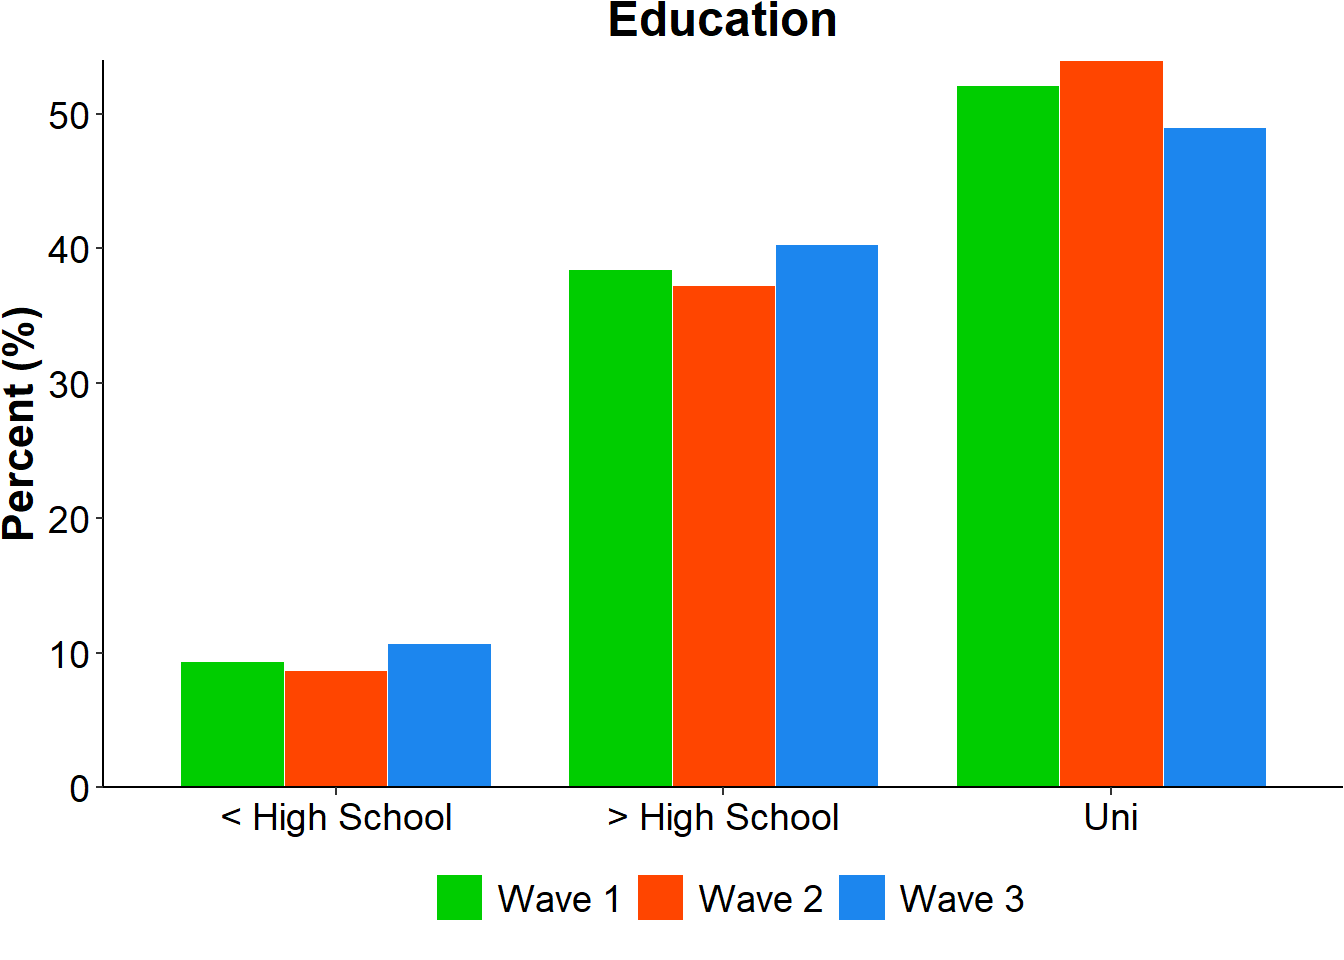 Education
Percent (%)
50
40
30
20
10
0
< High School
> High School
Uni
Wave 1
Wave 2
Wave 3